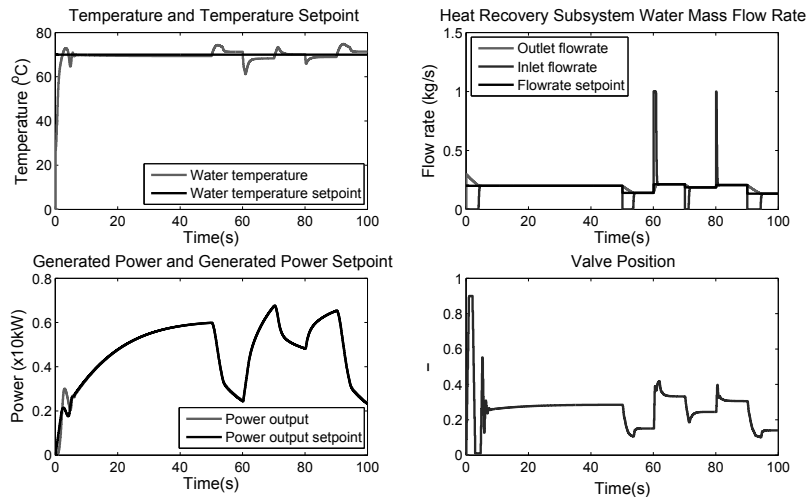 Temperature and Temperature Setpoint
80
60
40
20
0
Temperature (⁰C)
Water temperature
Water temperature setpoint
0 20 40 60 80 100
Time(s)
Heat Recovery Subsystem Water Mass Flow Rate
1.5
1
0.5
0
Flow rate (kg/s)
Outlet flowrate
Inlet flowrate
Flowrate setpoint
0 20 40 60 80 100
Time(s)
Generated Power and Generated Power Setpoint
0.8
0.6
0.4
0.2
0
Power (x10kW)
Power output
Power output setpoint
0 20 40 60 80 100
Time(s)
Valve Position
1
0.8
0.6
0.4
0.2
0
–
0 20 40 60 80 100
Time(s)